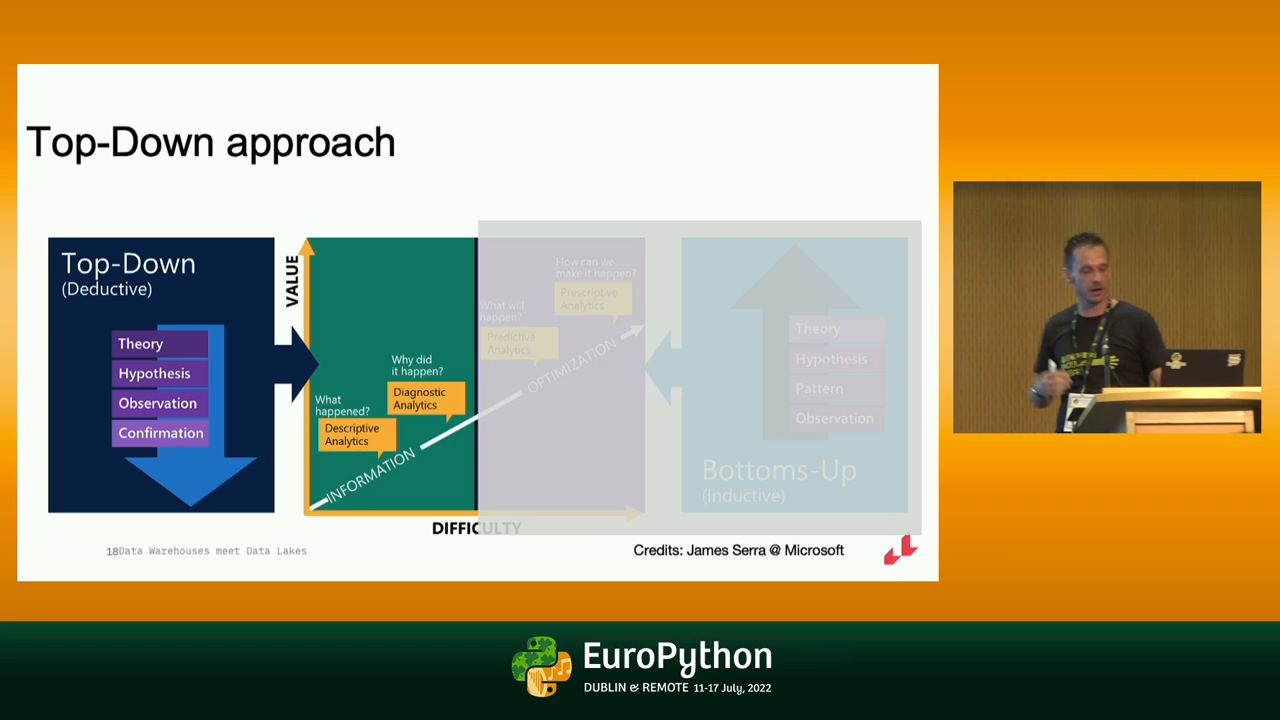 Top-Down approach
Top-Down
(Deductive)
Theory
Hypothesis
Observation
Confirmation
VALUE
What
happened?
Descriptive
Analytics
Why did
it happen?
Diagnostic
Analytics
What will
happen?
Predictive
Analytics
How can we
make it happen?
Prescriptive
Analytics
INFORMATION
OPTIMIZATION
DIFFICULTY
Theory
Hypothesis
Pattern
Observation
Bottoms-Up
(Inductive)
18Data Warehouses meet Data Lakes
Credits: James Serra @ Microsoft
EuroPython
DUBLIN & REMOTE 11-17 July, 2022